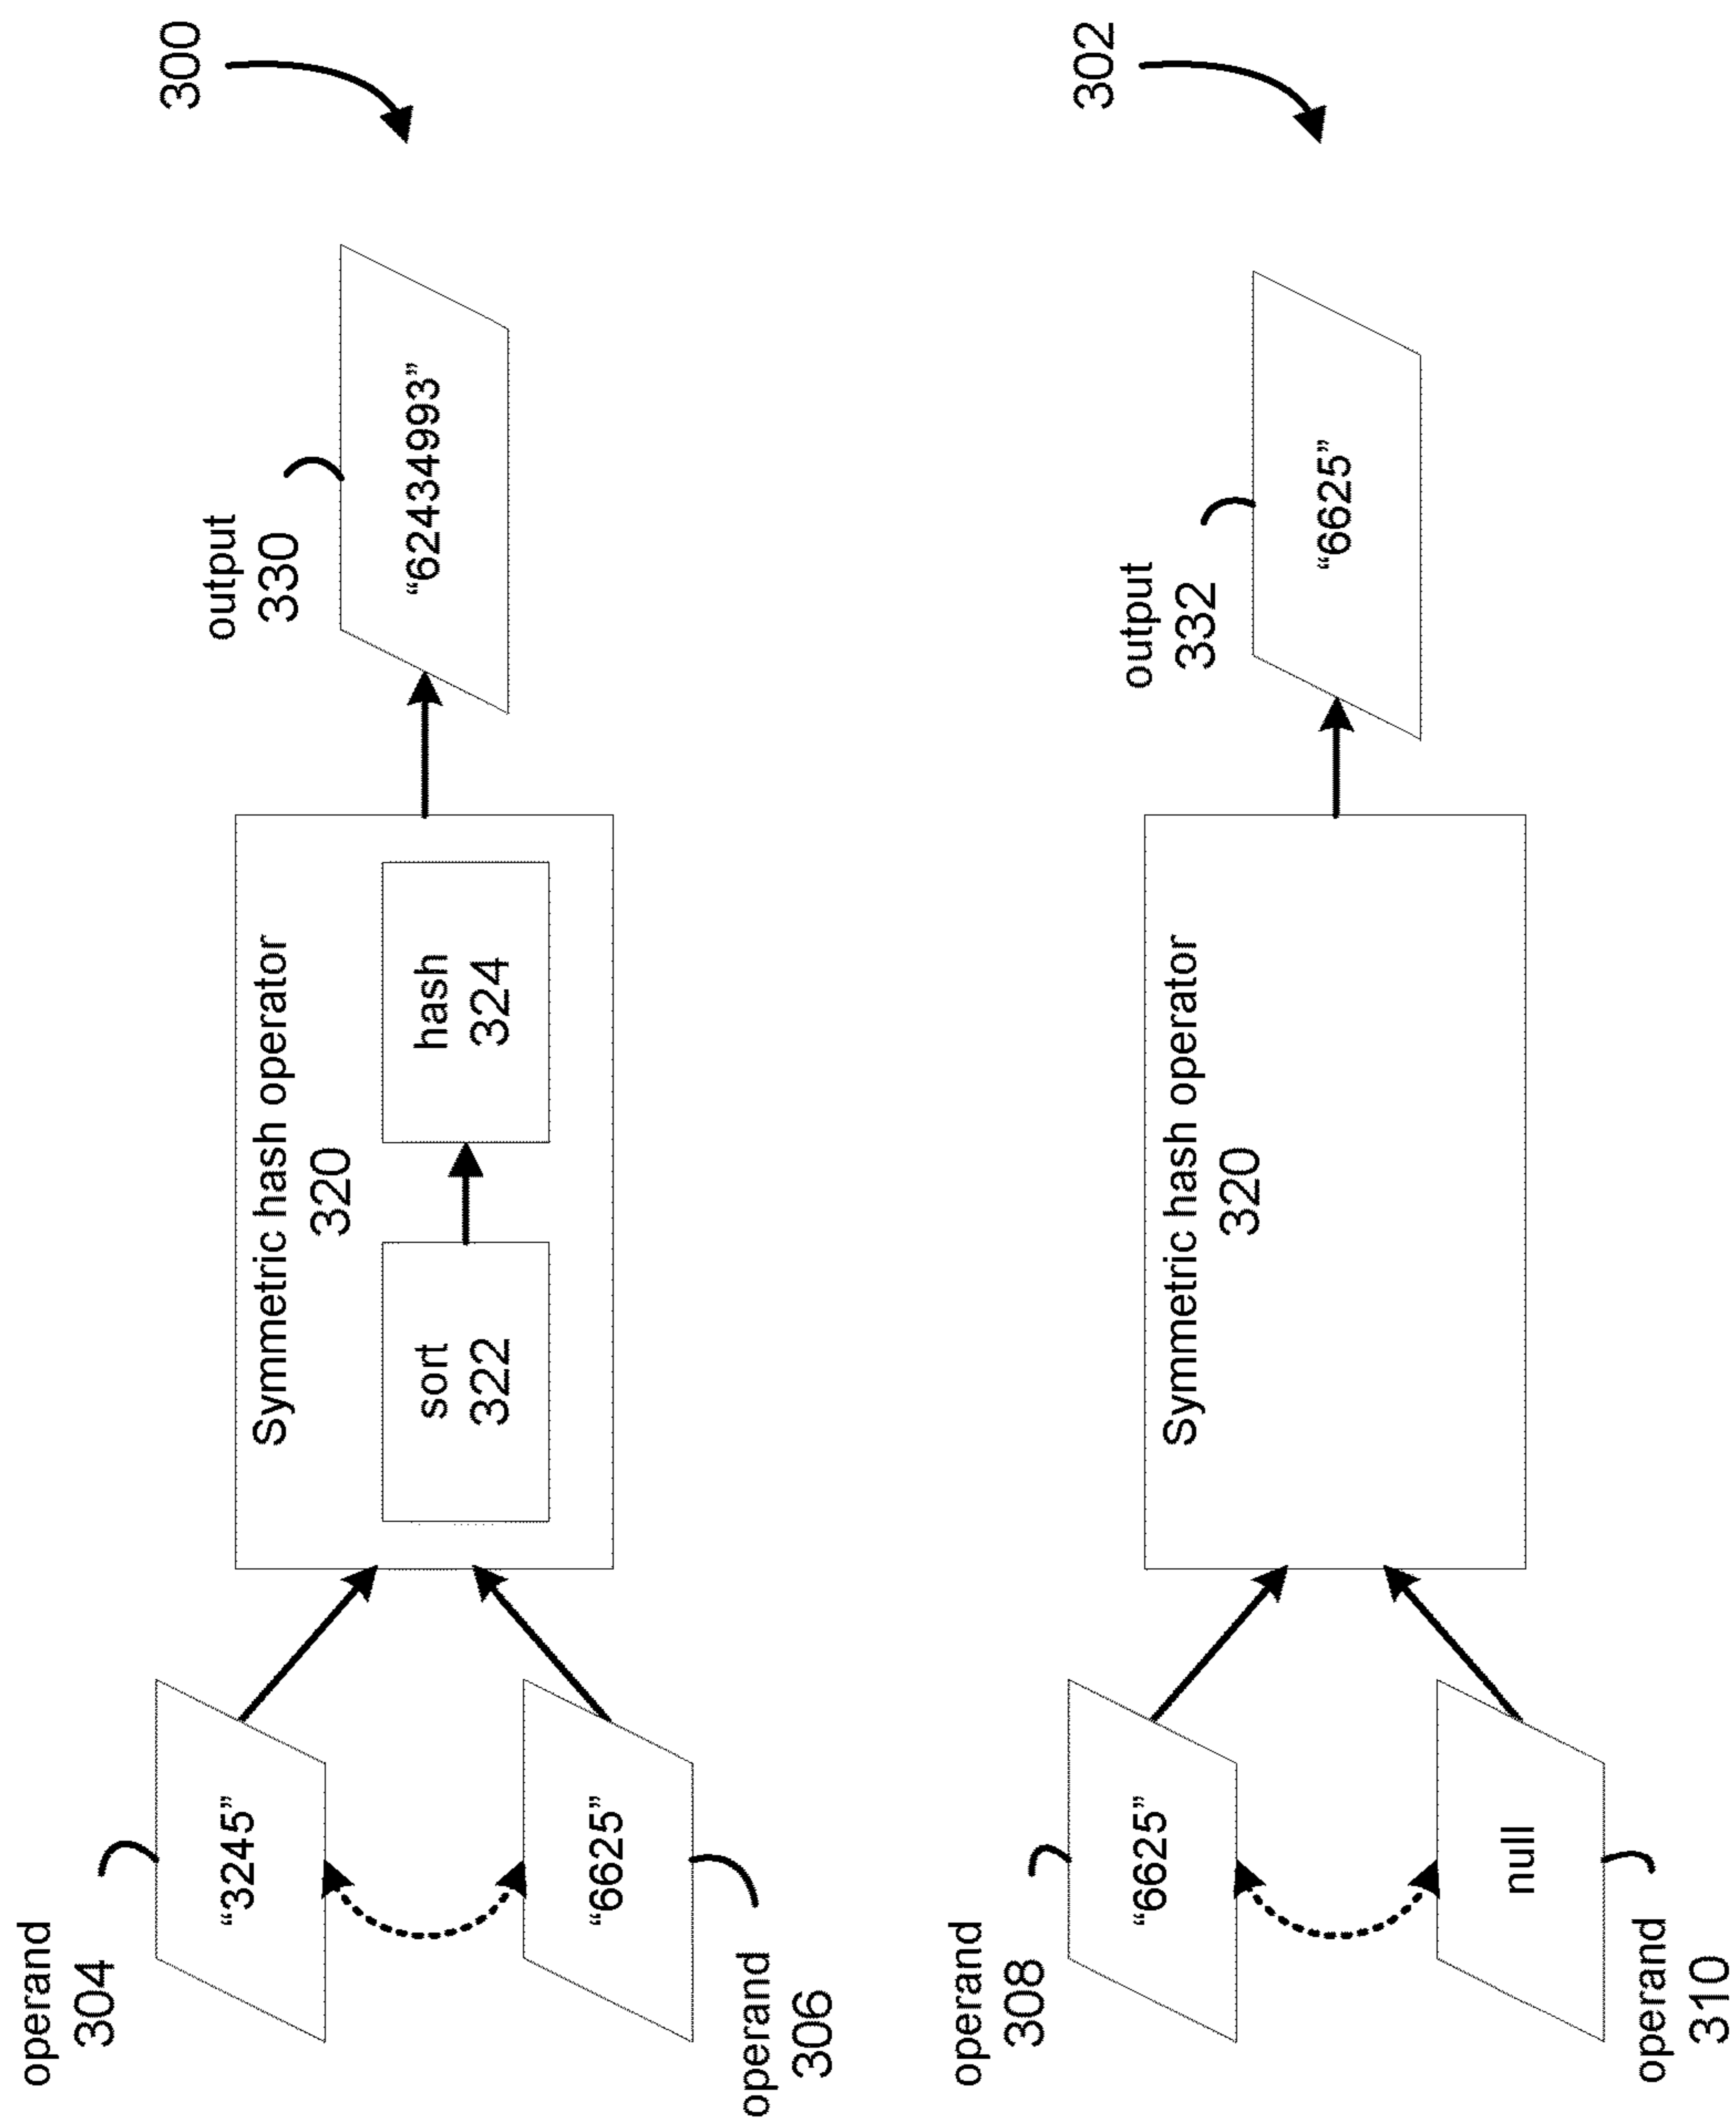 300
operand
304
“3245”
operand
306
“6625”
Symmetric hash operator
320
sort
322
hash
324
output
330
“62434993”
302
operand
308
“6625”
operand
310
null
Symmetric hash operator
320
output
332
“6625”